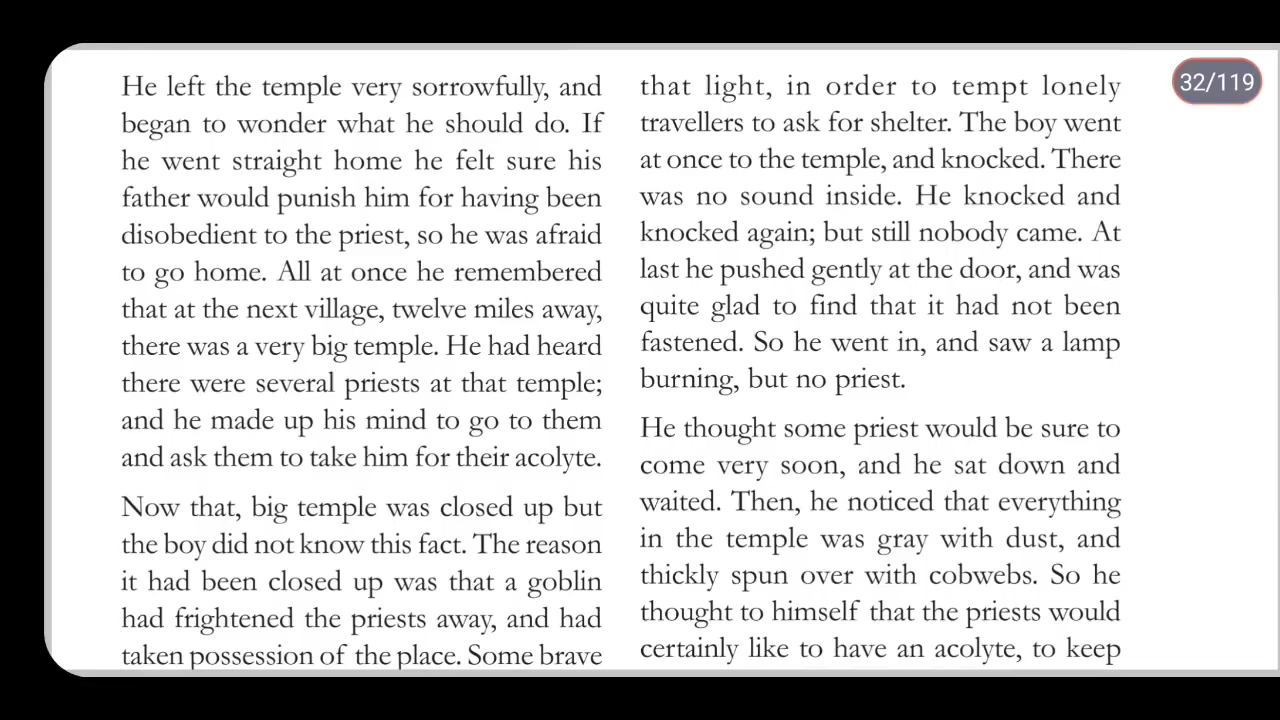 He left the temple very sorrowfully, and
began to wonder what he should do. If
he went straight home he felt sure his
father would punish him for having been
disobedient to the priest, so he was afraid
to go home. All at once he remembered
that at the next village, twelve miles away,
there was a very big temple. He had heard
there were several priests at that temple;
and he made up his mind to go to them
and ask them to take him for their acolyte.
Now that, big temple was closed up but
the boy did not know this fact. The reason
it had been closed up was that a goblin
had frightened the priests away, and had
taken possession of the place. Some brave
that light, in order to tempt lonely
travellers to ask for shelter. The boy went
at once to the temple, and knocked. There
was no sound inside. He knocked and
knocked again; but still nobody came. At
last he pushed gently at the door, and was
quite glad to find that it had not been
fastened. So he went in, and saw a lamp
burning, but no priest.
He thought some priest would be sure to
come very soon, and he sat down and
waited. Then, he noticed that everything
in the temple was gray with dust, and
thickly spun over with cobwebs. So he
thought to himself that the priests would
certainly like to have an acolyte, to keep
32/119